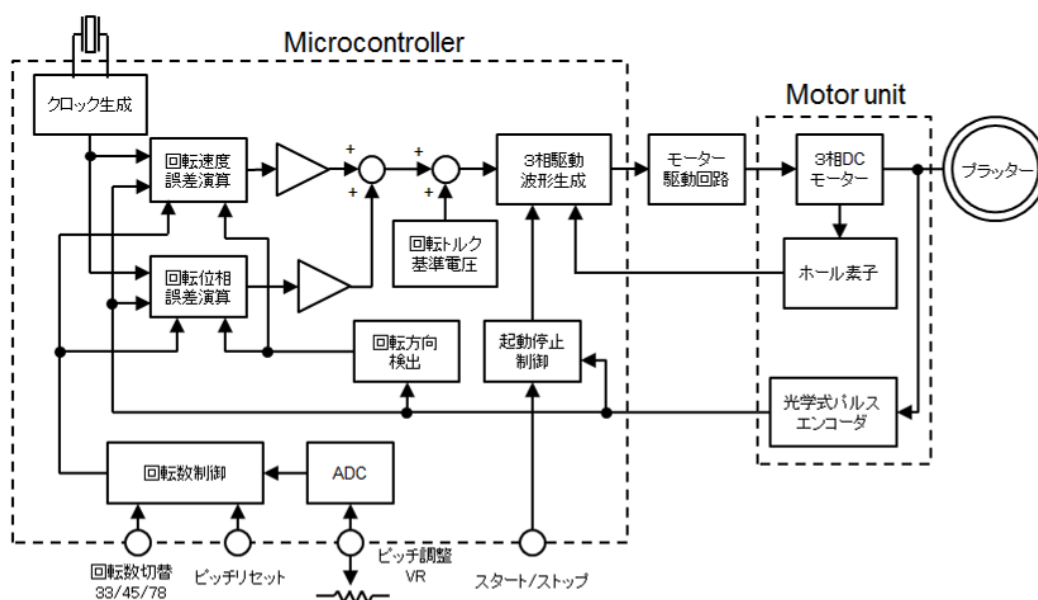 Microcontroller
クロック生成
Motor unit
回転速度
誤差演算
+
+
+
+
3相駆動
波形生成
モーター
駆動回路
3相DC
モーター
プラッター
回転トルク
基準電圧
回転位相
誤差演算
ホール素子
回転方向
検出
起動停止
制御
光学式パルス
エンコーダ
回転数制御
ADC
回転数切替
33/45/78
ピッチリセット
ピッチ調整
VR
スタート/ストップ